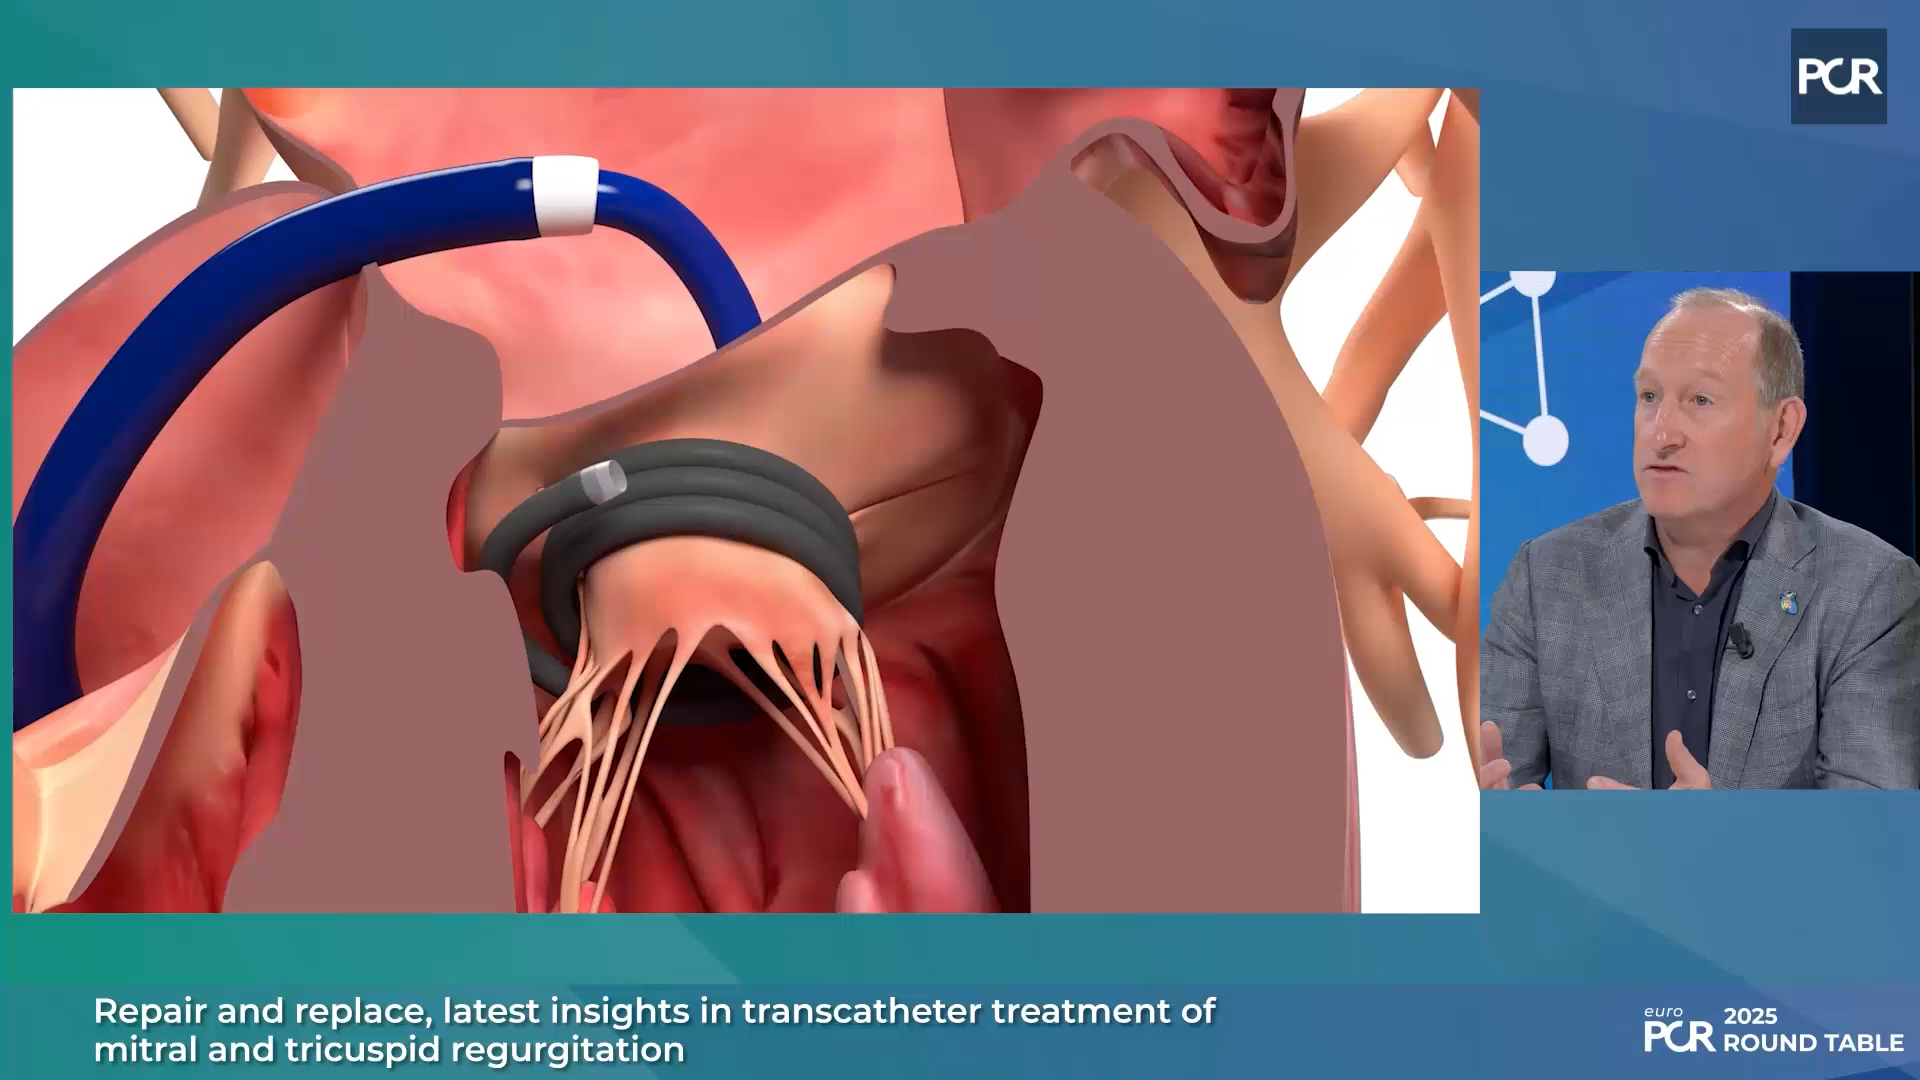 PCR
Repair and replace, latest insights in transcatheter treatment of
mitral and tricuspid regurgitation
euro
PCR
2025
ROUND TABLE